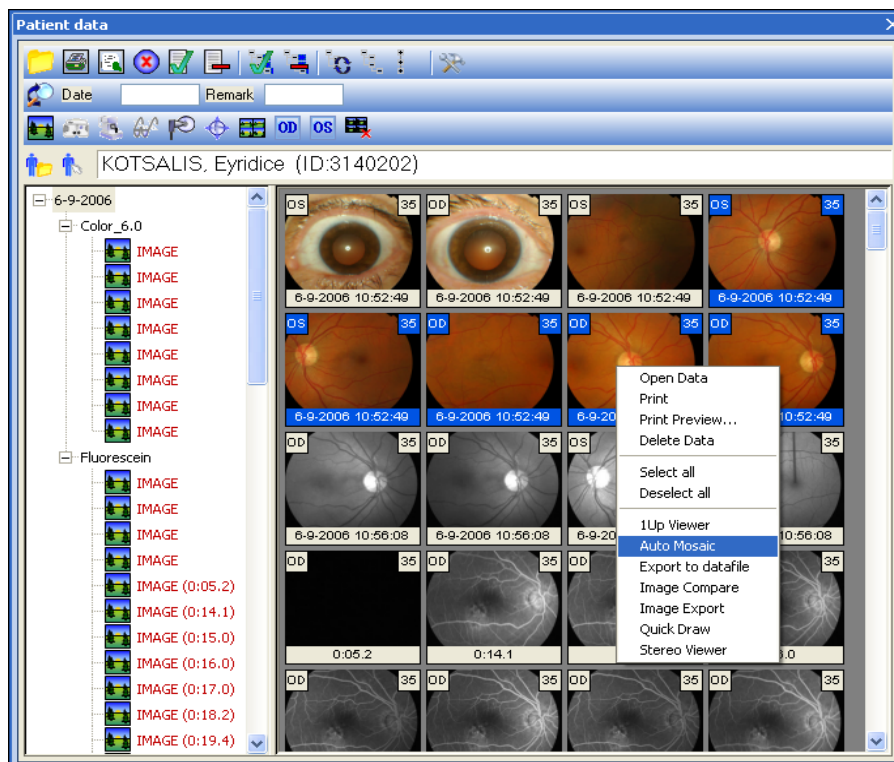 Patient data
Date Remark
OD OS
KOTSALIS, Eyridice (ID:3140202)
6-9-2006
Color_6.0
IMAGE
IMAGE
IMAGE
IMAGE
IMAGE
IMAGE
IMAGE
IMAGE
Fluorescein
IMAGE
IMAGE
IMAGE
IMAGE
IMAGE (0:05.2)
IMAGE (0:14.1)
IMAGE (0:15.0)
IMAGE (0:16.0)
IMAGE (0:17.0)
IMAGE (0:18.2)
IMAGE (0:19.4)
OS 35 OD 35 OS 35 OS 35
6-9-2006 10:52:49 6-9-2006 10:52:49 6-9-2006 10:52:49 6-9-2006 10:52:49
OS 35 OD 35 OD 35 OD 35
6-9-2006 10:52:49 6-9-2006 10:52:49 6-9-20 0:52:49
OD 35 OD 35 OS 35
6-9-2006 10:56:08 6-9-2006 10:56:08 6-9-20 10:56:08
OD 35 OD 35 OD
0:05.2 0:14.1 3.0
OD 35 OD 35 OD 35 OD 35
Open Data
Print
Print Preview...
Delete Data
Select all
Deselect all
1Up Viewer
Auto Mosaic
Export to datafile
Image Compare
Image Export
Quick Draw
Stereo Viewer